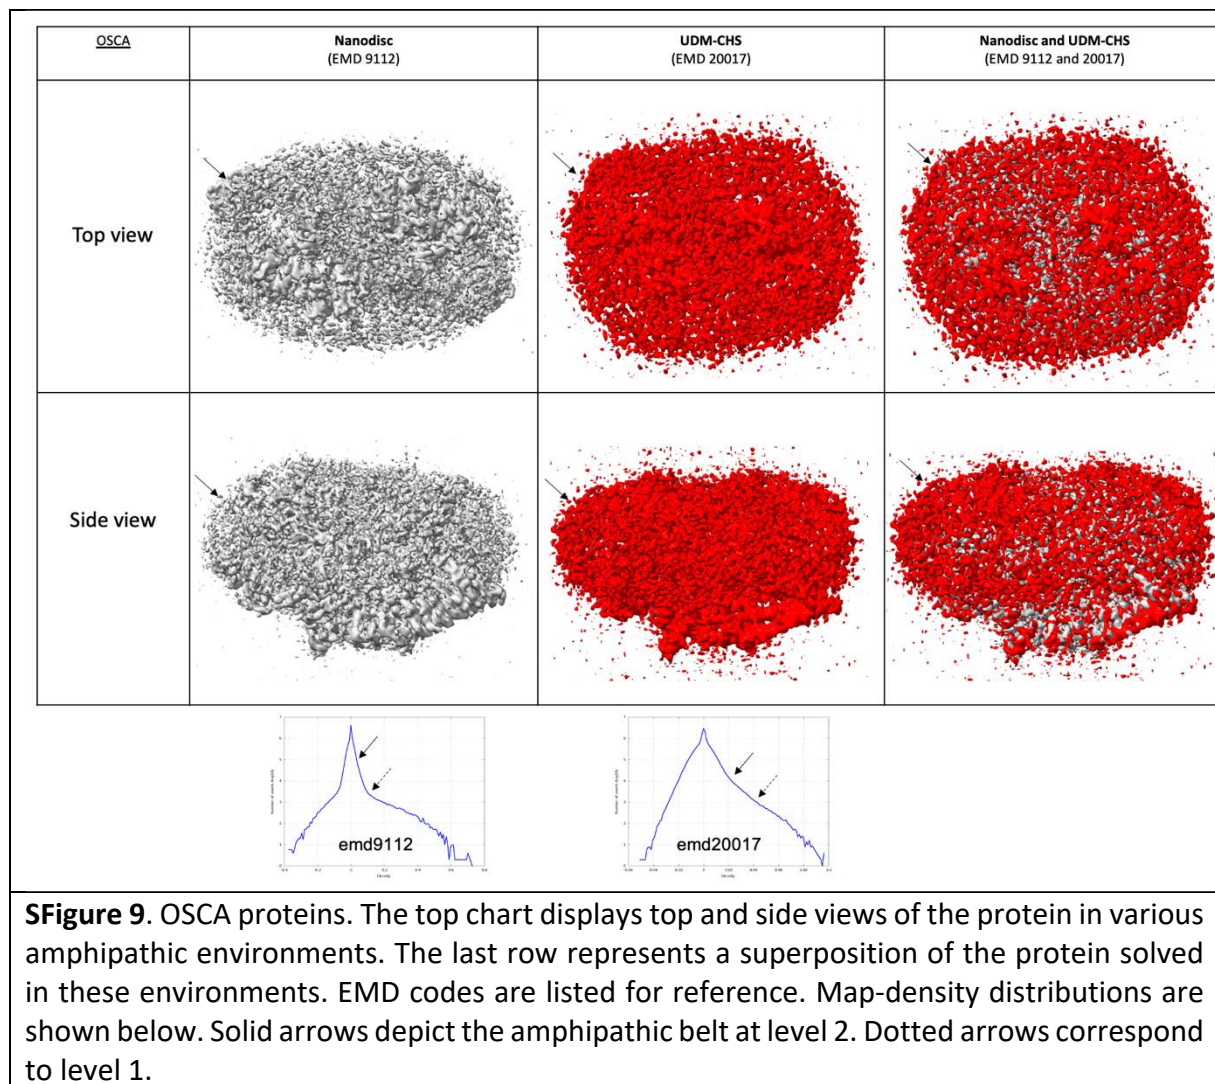 OSCA
Nanodisc
(EMD 9112)
UDM-CHS
(EMD 20017)
Nanodisc and UDM-CHS
(EMD 9112 and 20017)
Top view
Side view
emd9112
Density
emd20017
Density
SFigure 9. OSCA proteins. The top chart displays top and side views of the protein in various
amphipathic environments. The last row represents a superposition of the protein solved
in these environments. EMD codes are listed for reference. Map-density distributions are
shown below. Solid arrows depict the amphipathic belt at level 2. Dotted arrows correspond
to level 1.